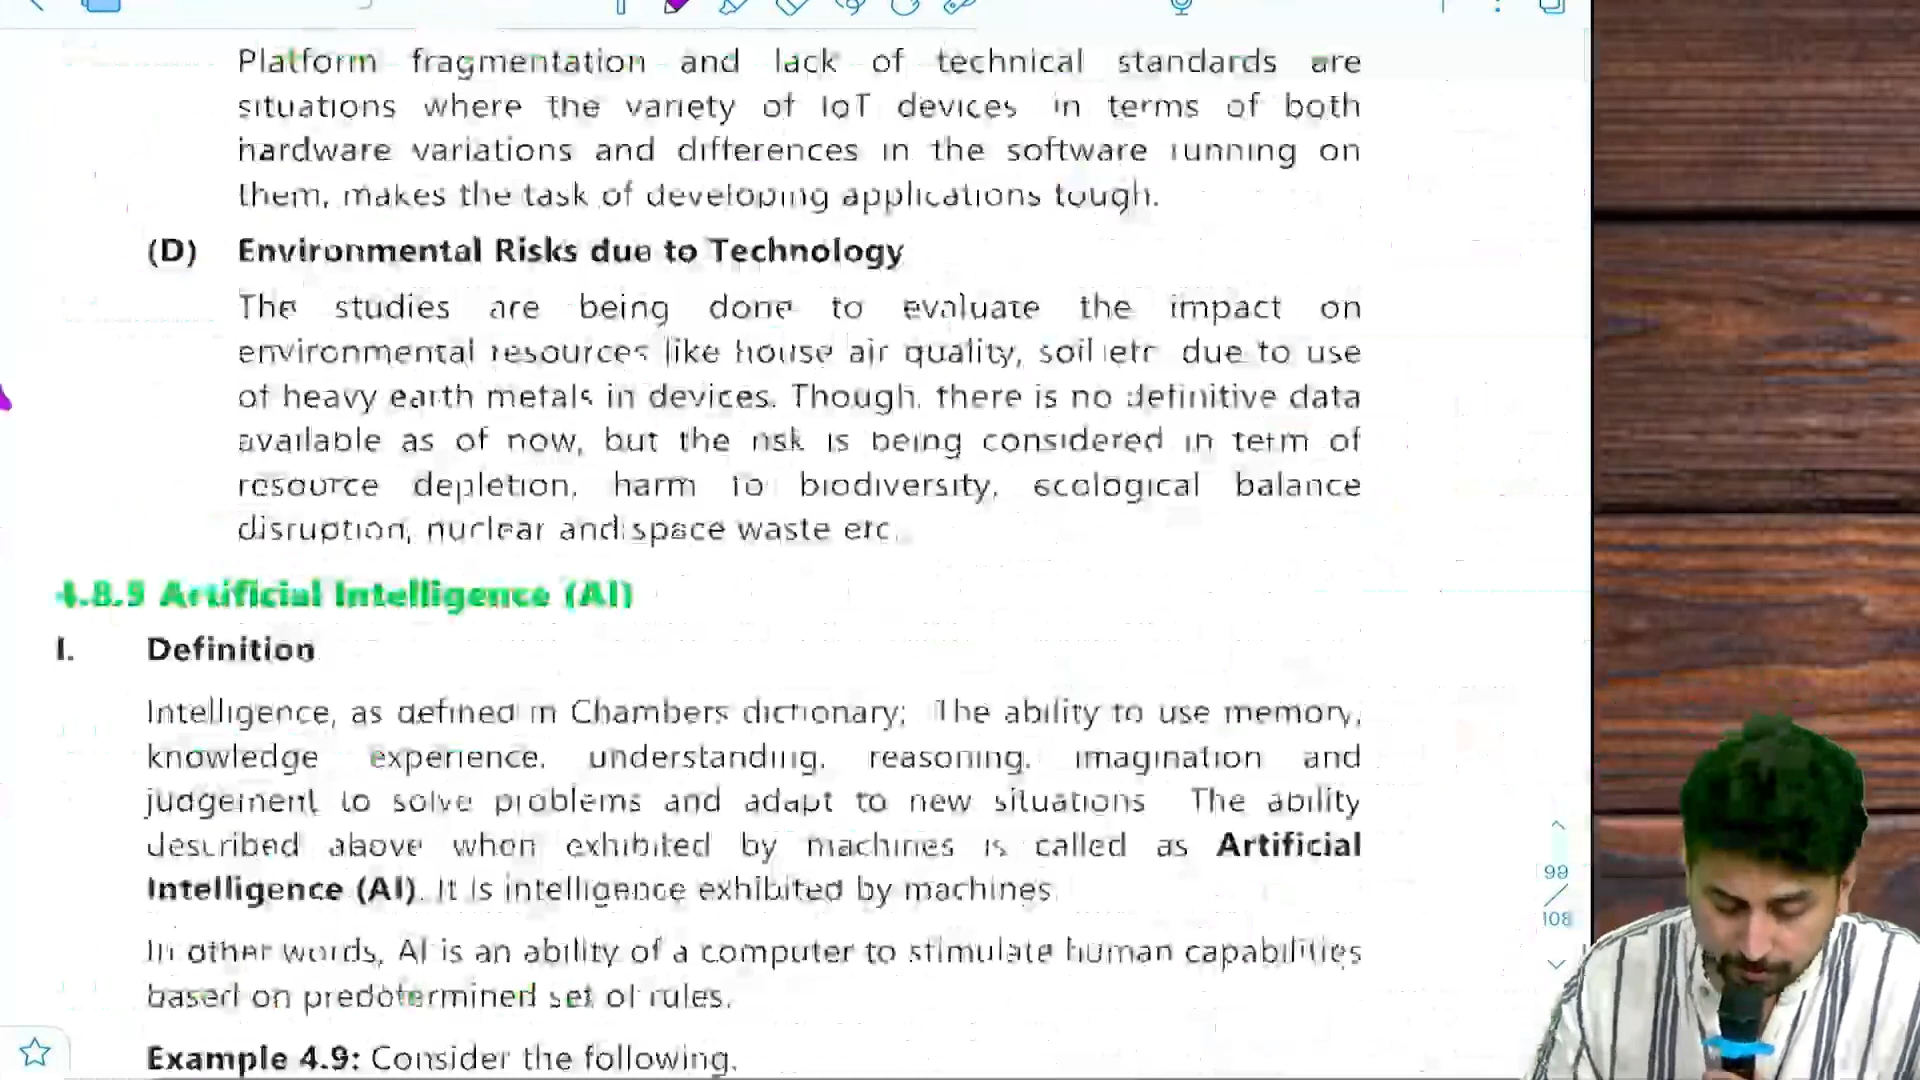 Platform fragmentation and lack of technical standards are
situations where the variety of IoT devices in terms of both
hardware variations and differences in the software running on
them, makes the task of developing applications tough.
(D) Environmental Risks due to Technology
The studies are being done to evaluate the impact on
environmental resources like house air quality, soil etc due to use
of heavy earth metals in devices. Though, there is no definitive data
available as of now, but the risk is being considered in term of
resource depletion, harm to biodiversity, ecological balance
disruption, nuclear and space waste etc.
4.8.9 Artificial Intelligence (AI)
I. Definition
Intelligence, as defined in Chambers dictionary; The ability to use memory,
knowledge experience, understanding, reasoning, imagination and
judgement to solve problems and adapt to new situations The ability
described above when exhibited by machines is called as Artificial
Intelligence (AI). It is intelligence exhibited by machines
In other words, AI is an ability of a computer to stimulate human capabilities
based on predetermined set of rules.
Example 4.9: Consider the following.
99
108